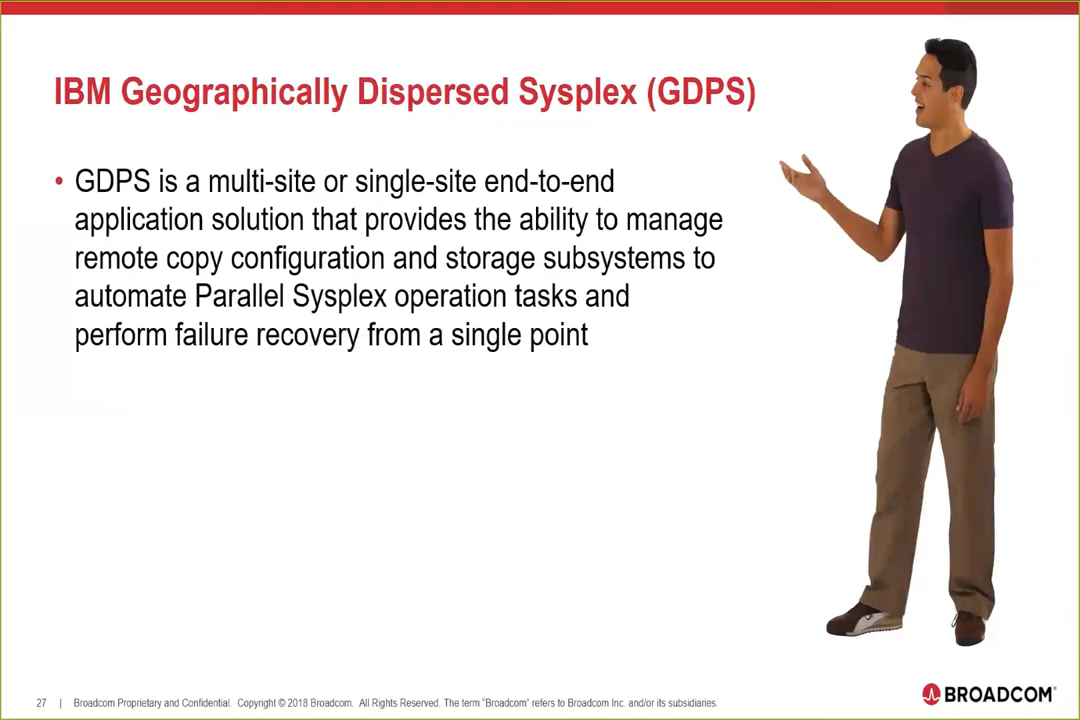 IBM Geographically Dispersed Sysplex (GDPS)
• GDPS is a multi-site or single-site end-to-end
application solution that provides the ability to manage
remote copy configuration and storage subsystems to
automate Parallel Sysplex operation tasks and
perform failure recovery from a single point
27 | Broadcom Proprietary and Confidential. Copyright © 2018 Broadcom. All Rights Reserved. The term "Broadcom" refers to Broadcom Inc. and/or its subsidiaries.
BROADCOM®